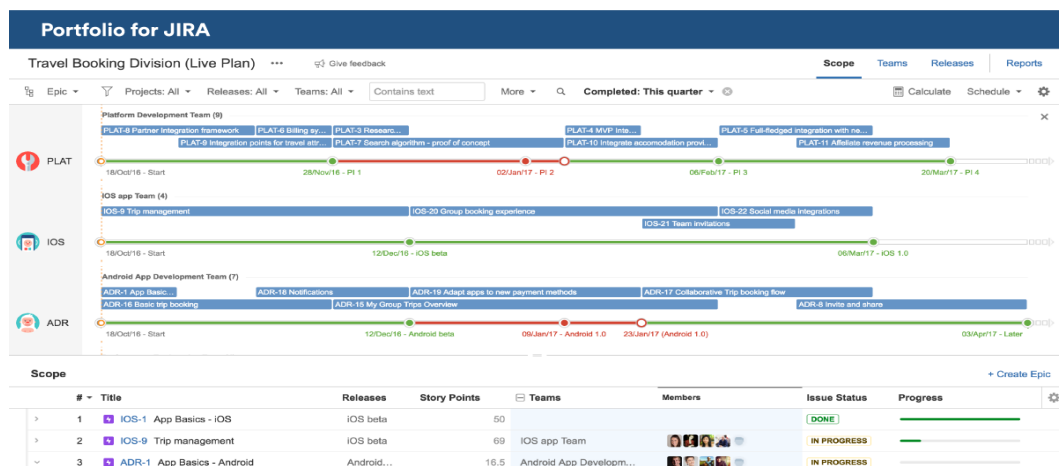 Portfolio for JIRA
Travel Booking Division (Live Plan) ••• Give feedback Scope Teams Releases Reports
Epic Projects: All Releases: All Teams: All Contains text More Completed: This quarter Calculate Schedule
Platform Development Team (9)
PLAT-8 Partner Integration framework PLAT-6 Billing sy... PLAT-3 Researc... PLAT-4 MVP Inte... PLAT-5 Full-fledged integration with ne...
PLAT-9 Integration points for travel attr... PLAT-7 Search algorithm - proof of concept PLAT-10 Integrate accomodation provi... PLAT-11 Affeliate revenue processing
PLAT
18/Oct/16 - Start 28/Nov/16 - PI 1 02/Jan/17 - PI 2 06/Feb/17 - PI 3 20/Mar/17 - PI 4
IOS app Team (4)
IOS-9 Trip management IOS-20 Group booking experience IOS-22 Social media integrations
IOS-21 Team invitations
IOS
18/Oct/16 - Start 12/Dec/16 - iOS beta 06/Mar/17 - iOS 1.0
Android App Development Team (7)
ADR-1 App Basic... ADR-18 Notifications ADR-19 Adapt apps to new payment methods ADR-17 Collaborative Trip booking flow
ADR-16 Basic trip booking ADR-15 My Group Trips Overview ADR-8 Invite and share
ADR
18/Oct/16 - Start 12/Dec/16 - Android beta 09/Jan/17 - Android 1.0 23/Jan/17 (Android 1.0) 03/Apr/17 - Later
Scope + Create Epic
# Title Releases Story Points Teams Members Issue Status Progress
1 IOS-1 App Basics - iOS iOS beta 50 DONE
2 IOS-9 Trip management iOS beta 69 IOS app Team IN PROGRESS
3 ADR-1 App Basics - Android Android... 16.5 Android App Developm... IN PROGRESS